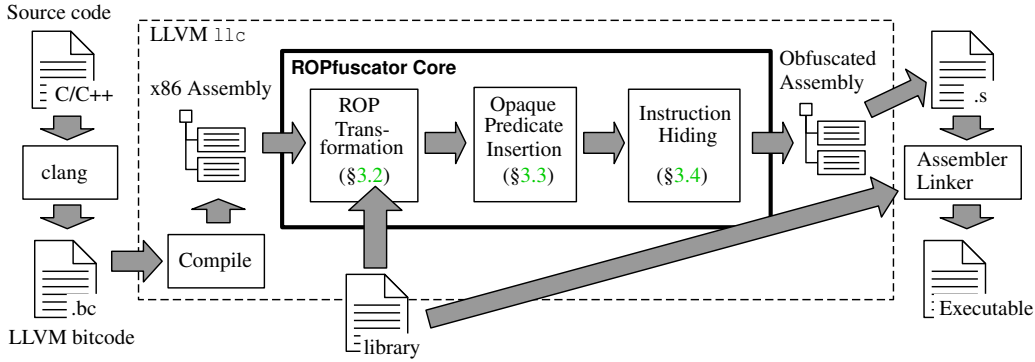 Source code
C/C++
clang
.bc
LLVM bitcode
LLVM llc
x86 Assembly
Compile
ROPfuscator Core
ROP
Trans-
formation
(§3.2)
Opaque
Predicate
Insertion
(§3.3)
Instruction
Hiding
(§3.4)
library
Obfuscated
Assembly
.s
Assembler
Linker
Executable